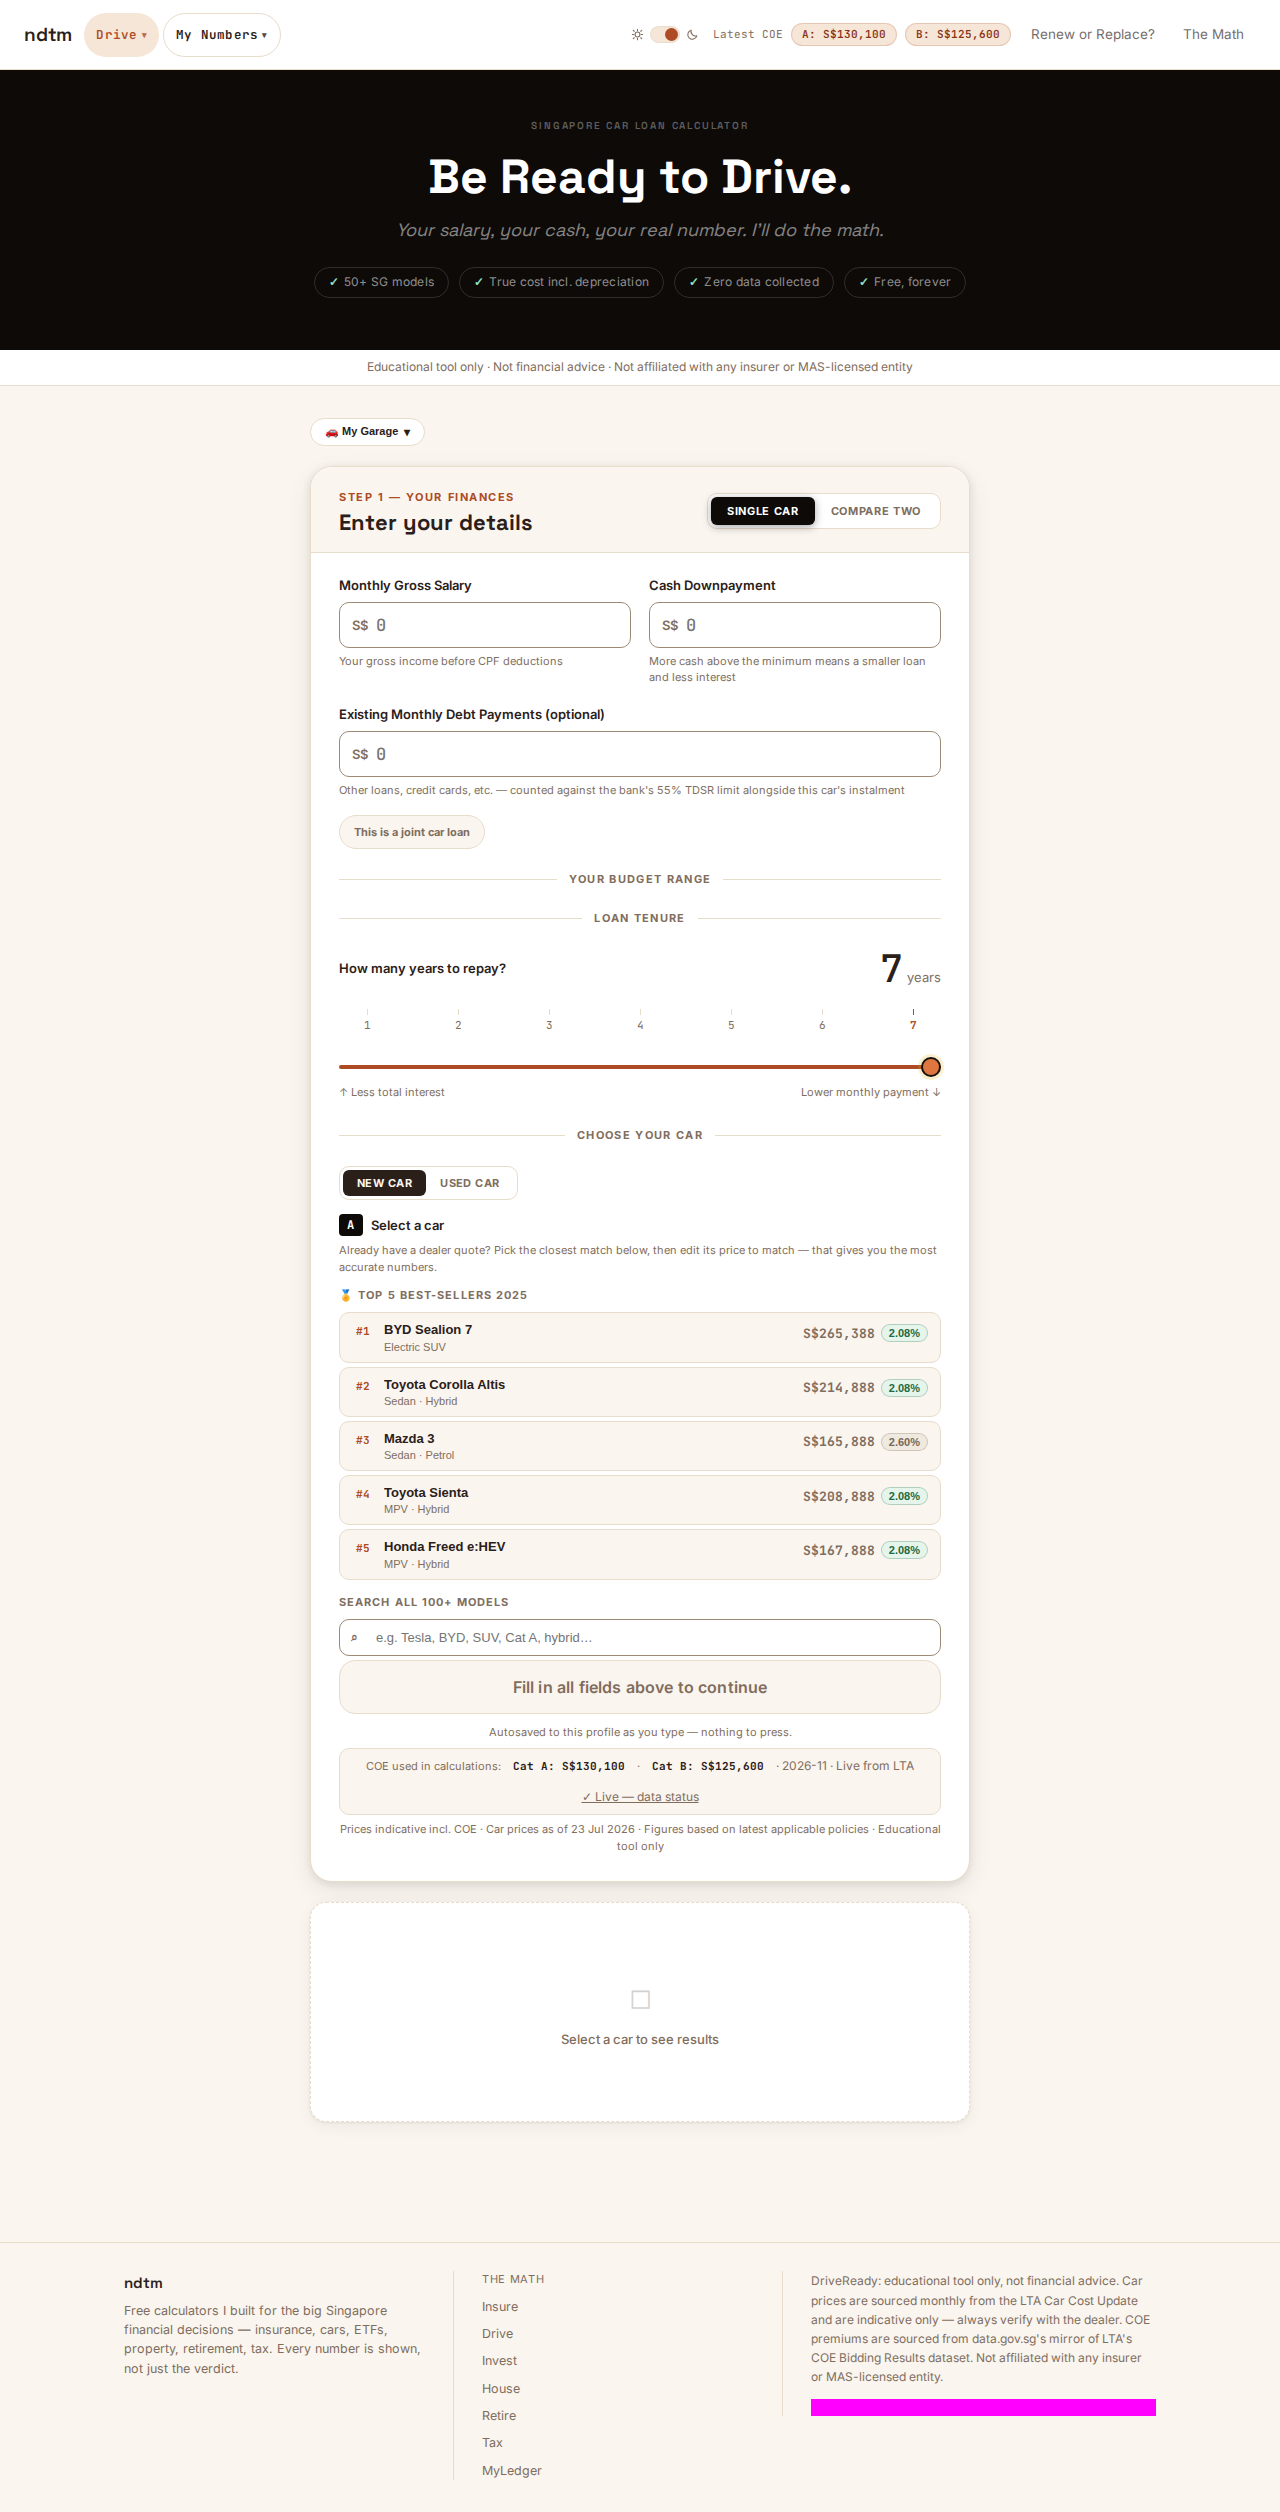 ndtm
Drive ▾
My Numbers ▾
Latest COE
A: S$130,100
B: S$125,600
Renew or Replace?
The Math
SINGAPORE CAR LOAN CALCULATOR
Be Ready to Drive.
Your salary, your cash, your real number. I'll do the math.
✓ 50+ SG models
✓ True cost incl. depreciation
✓ Zero data collected
✓ Free, forever
Educational tool only · Not financial advice · Not affiliated with any insurer or MAS-licensed entity
🚗 My Garage ▾
STEP 1 — YOUR FINANCES
Enter your details
SINGLE CAR
COMPARE TWO
Monthly Gross Salary
S$ 0
Your gross income before CPF deductions
Cash Downpayment
S$ 0
More cash above the minimum means a smaller loan
and less interest
Existing Monthly Debt Payments (optional)
S$ 0
Other loans, credit cards, etc. — counted against the bank's 55% TDSR limit alongside this car's instalment
This is a joint car loan
YOUR BUDGET RANGE
LOAN TENURE
How many years to repay?
7 years
1 2 3 4 5 6 7
↑ Less total interest
Lower monthly payment ↓
CHOOSE YOUR CAR
NEW CAR
USED CAR
A Select a car
Already have a dealer quote? Pick the closest match below, then edit its price to match — that gives you the most
accurate numbers.
🏅 TOP 5 BEST-SELLERS 2025
#1 BYD Sealion 7 S$265,388 2.08%
Electric SUV
#2 Toyota Corolla Altis S$214,888 2.08%
Sedan · Hybrid
#3 Mazda 3 S$165,888 2.60%
Sedan · Petrol
#4 Toyota Sienta S$208,888 2.08%
MPV · Hybrid
#5 Honda Freed e:HEV S$167,888 2.08%
MPV · Hybrid
SEARCH ALL 100+ MODELS
e.g. Tesla, BYD, SUV, Cat A, hybrid…
Fill in all fields above to continue
Autosaved to this profile as you type — nothing to press.
COE used in calculations: Cat A: S$130,100 · Cat B: S$125,600 · 2026-11 · Live from LTA
✓ Live — data status
Prices indicative incl. COE · Car prices as of 23 Jul 2026 · Figures based on latest applicable policies · Educational
tool only
Select a car to see results
ndtm
Free calculators I built for the big Singapore
financial decisions — insurance, cars, ETFs,
property, retirement, tax. Every number is shown,
not just the verdict.
THE MATH
Insure
Drive
Invest
House
Retire
Tax
MyLedger
DriveReady: educational tool only, not financial advice. Car
prices are sourced monthly from the LTA Car Cost Update
and are indicative only — always verify with the dealer. COE
premiums are sourced from data.gov.sg's mirror of LTA's
COE Bidding Results dataset. Not affiliated with any insurer
or MAS-licensed entity.